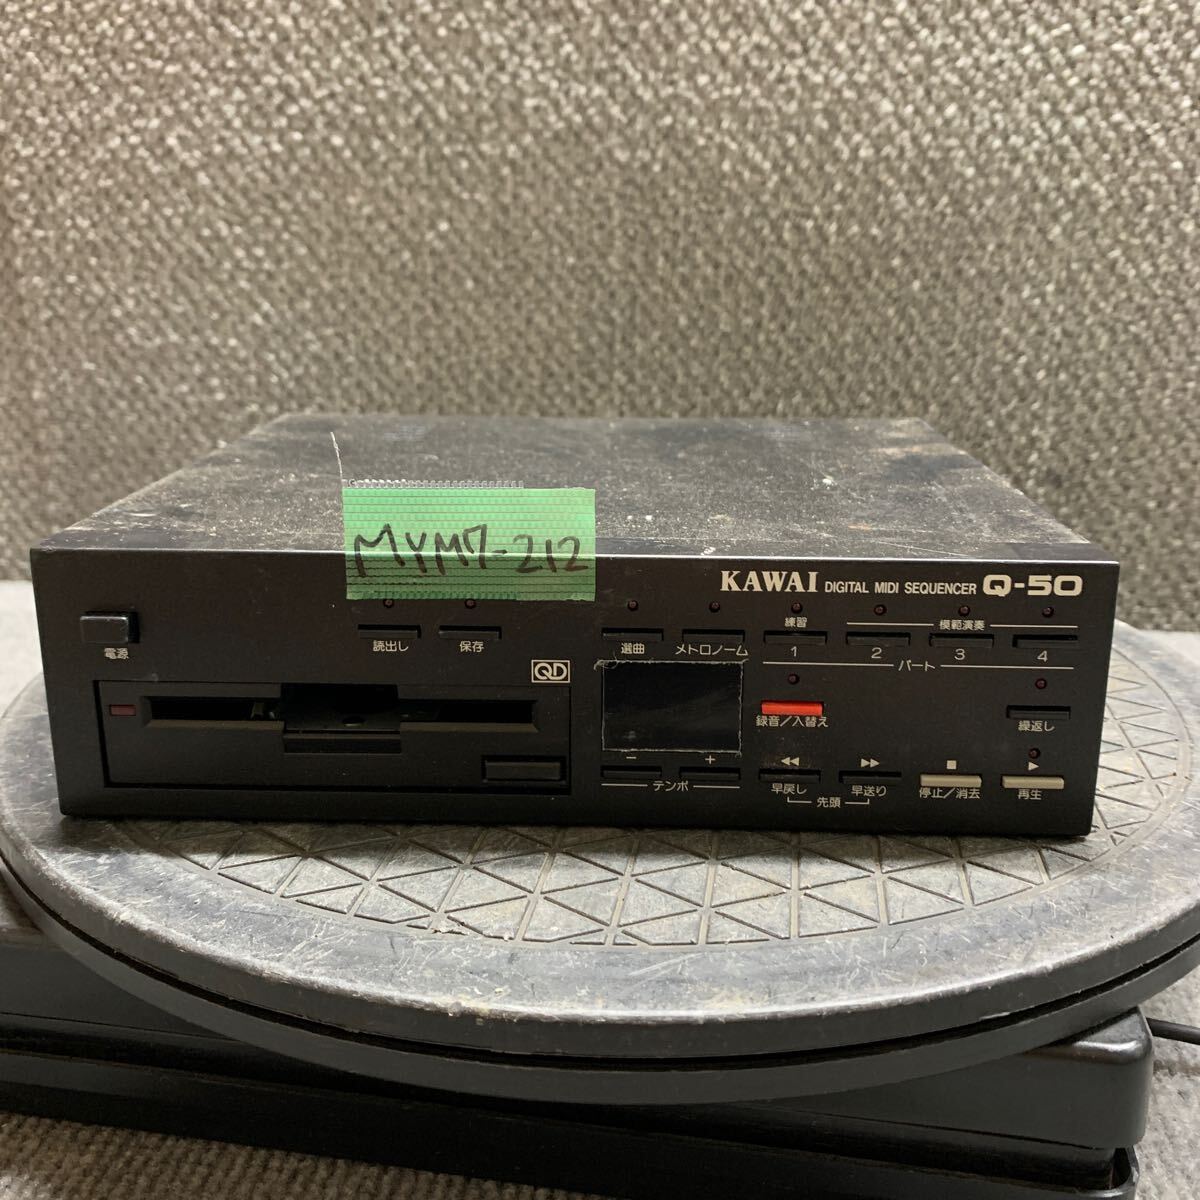 MYM7-212
KAWAI DIGITAL MIDI SEQUENCER Q-50
電源
読出し 保存
選曲 メトロノーム
練習 模範演奏
1 2 3 4
パート
QD
録音/入替え
繰返し
− +
テンポ
◀◀ ▶▶ ■ ▶
早戻し 早送り 停止/消去 再生
先頭